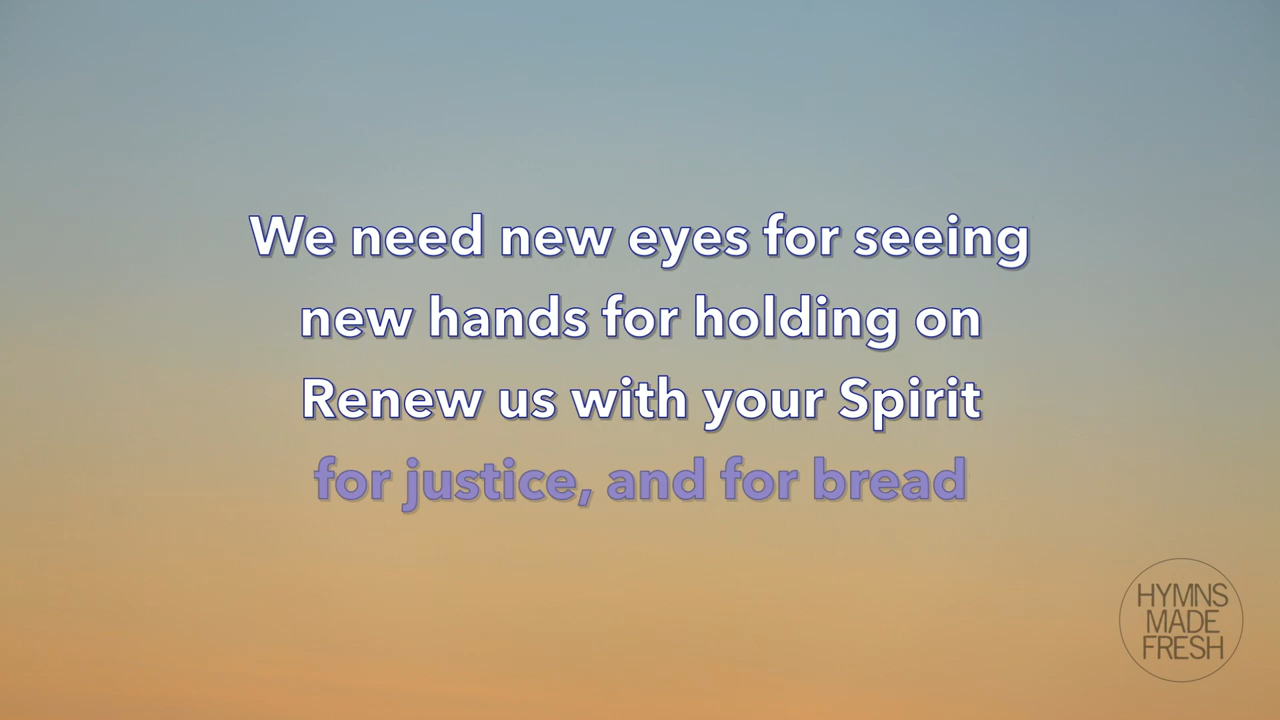 We need new eyes for seeing
new hands for holding on
Renew us with your Spirit
for justice, and for bread
HYMNS
MADE
FRESH